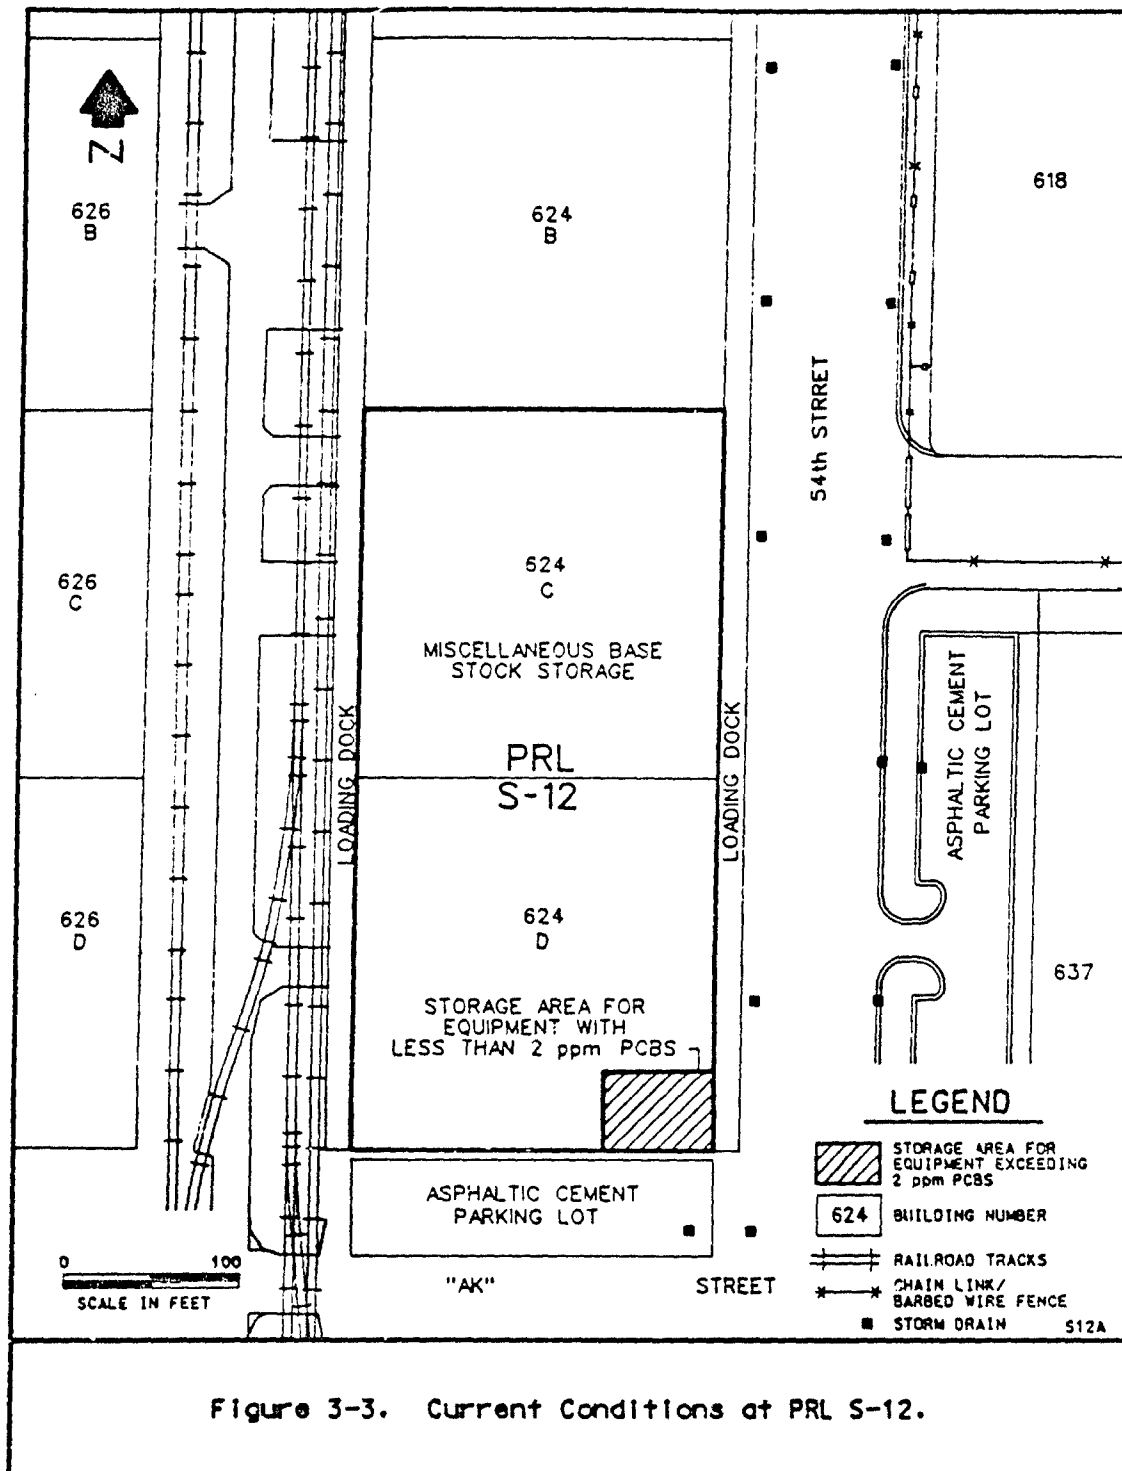 N
626
B
624
B
618
54th STRRET
626
C
624
C
MISCELLANEOUS BASE
STOCK STORAGE
PRL
S-12
LOADING DOCK
LOADING DOCK
ASPHALTIC CEMENT
PARKING LOT
626
D
624
D
637
STORAGE AREA FOR
EQUIPMENT WITH
LESS THAN 2 ppm PCBS
ASPHALTIC CEMENT
PARKING LOT
"AK" STREET
0 100
SCALE IN FEET
LEGEND
STORAGE AREA FOR
EQUIPMENT EXCEEDING
2 ppm PCBS
624 BUILDING NUMBER
RAILROAD TRACKS
CHAIN LINK/
BARBED WIRE FENCE
STORM DRAIN
S12A
Figure 3-3. Current Conditions at PRL S-12.